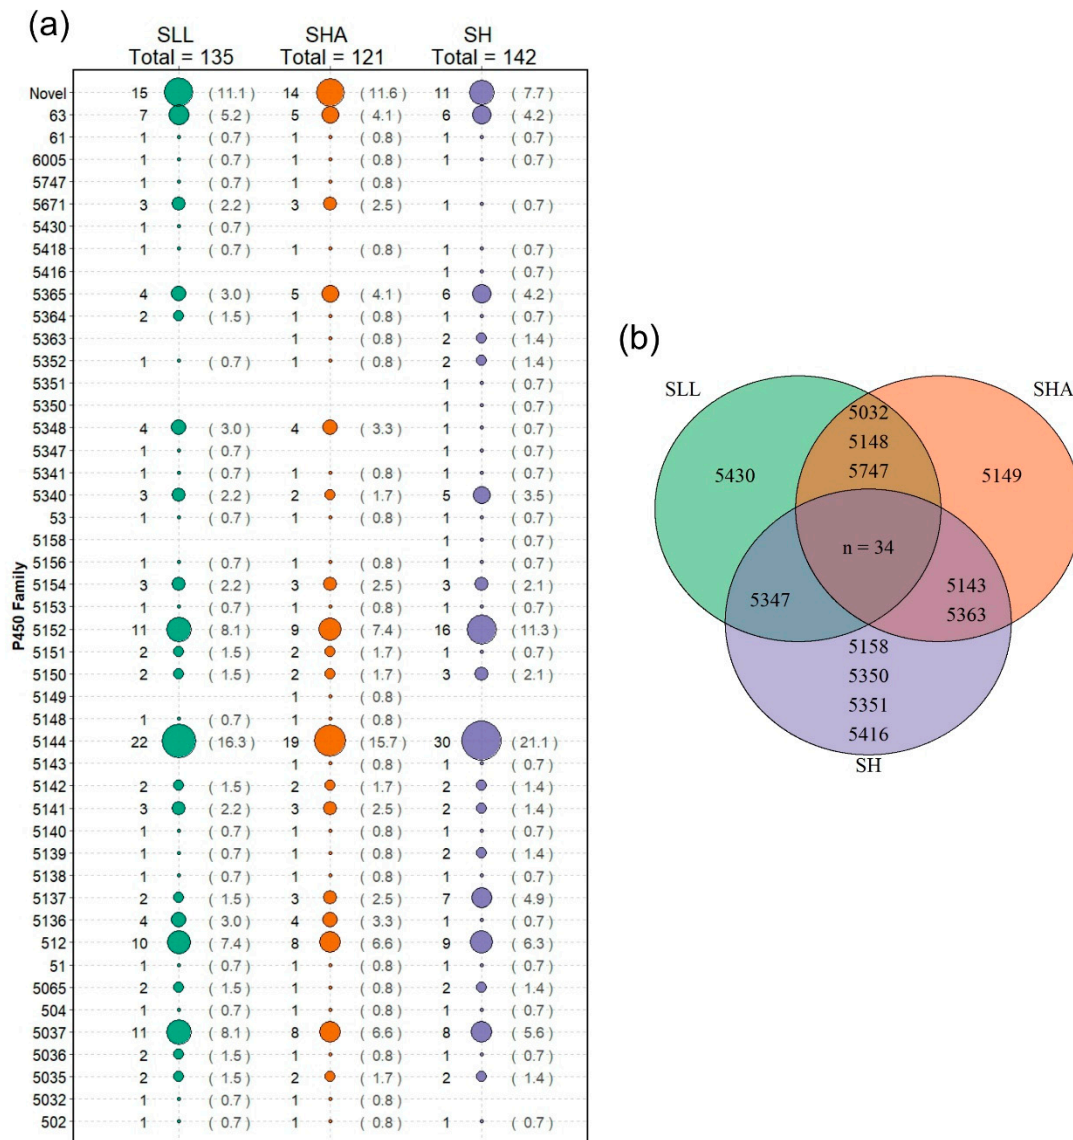 (a)
SLL SHA SH
Total = 135 Total = 121 Total = 142
P450 Family
Novel 15 ( 11.1 ) 14 ( 11.6 ) 11 ( 7.7 )
63 7 ( 5.2 ) 5 ( 4.1 ) 6 ( 4.2 )
61 1 ( 0.7 ) 1 ( 0.8 ) 1 ( 0.7 )
6005 1 ( 0.7 ) 1 ( 0.8 ) 1 ( 0.7 )
5747 1 ( 0.7 ) 1 ( 0.8 )
5671 3 ( 2.2 ) 3 ( 2.5 ) 1 ( 0.7 )
5430 1 ( 0.7 )
5418 1 ( 0.7 ) 1 ( 0.8 ) 1 ( 0.7 )
5416 1 ( 0.7 )
5365 4 ( 3.0 ) 5 ( 4.1 ) 6 ( 4.2 )
5364 2 ( 1.5 ) 1 ( 0.8 ) 1 ( 0.7 )
5363 1 ( 0.8 ) 2 ( 1.4 )
5352 1 ( 0.7 ) 1 ( 0.8 ) 2 ( 1.4 )
5351 1 ( 0.7 )
5350 1 ( 0.7 )
5348 4 ( 3.0 ) 4 ( 3.3 ) 1 ( 0.7 )
5347 1 ( 0.7 ) 1 ( 0.7 )
5341 1 ( 0.7 ) 1 ( 0.8 ) 1 ( 0.7 )
5340 3 ( 2.2 ) 2 ( 1.7 ) 5 ( 3.5 )
53 1 ( 0.7 ) 1 ( 0.8 ) 1 ( 0.7 )
5158 1 ( 0.7 )
5156 1 ( 0.7 ) 1 ( 0.8 ) 1 ( 0.7 )
5154 3 ( 2.2 ) 3 ( 2.5 ) 3 ( 2.1 )
5153 1 ( 0.7 ) 1 ( 0.8 ) 1 ( 0.7 )
5152 11 ( 8.1 ) 9 ( 7.4 ) 16 ( 11.3 )
5151 2 ( 1.5 ) 2 ( 1.7 ) 1 ( 0.7 )
5150 2 ( 1.5 ) 2 ( 1.7 ) 3 ( 2.1 )
5149 1 ( 0.8 )
5148 1 ( 0.7 ) 1 ( 0.8 )
5144 22 ( 16.3 ) 19 ( 15.7 ) 30 ( 21.1 )
5143 1 ( 0.8 ) 1 ( 0.7 )
5142 2 ( 1.5 ) 2 ( 1.7 ) 2 ( 1.4 )
5141 3 ( 2.2 ) 3 ( 2.5 ) 2 ( 1.4 )
5140 1 ( 0.7 ) 1 ( 0.8 ) 1 ( 0.7 )
5139 1 ( 0.7 ) 1 ( 0.8 ) 2 ( 1.4 )
5138 1 ( 0.7 ) 1 ( 0.8 ) 1 ( 0.7 )
5137 2 ( 1.5 ) 3 ( 2.5 ) 7 ( 4.9 )
5136 4 ( 3.0 ) 4 ( 3.3 ) 1 ( 0.7 )
512 10 ( 7.4 ) 8 ( 6.6 ) 9 ( 6.3 )
51 1 ( 0.7 ) 1 ( 0.8 ) 1 ( 0.7 )
5065 2 ( 1.5 ) 1 ( 0.8 ) 2 ( 1.4 )
504 1 ( 0.7 ) 1 ( 0.8 ) 1 ( 0.7 )
5037 11 ( 8.1 ) 8 ( 6.6 ) 8 ( 5.6 )
5036 2 ( 1.5 ) 1 ( 0.8 ) 1 ( 0.7 )
5035 2 ( 1.5 ) 2 ( 1.7 ) 2 ( 1.4 )
5032 1 ( 0.7 ) 1 ( 0.8 )
502 1 ( 0.7 ) 1 ( 0.8 ) 1 ( 0.7 )
(b)
SLL SHA
5032
5148
5747
5430 5149
n = 34
5347
5143
5363
5158
5350
5351
5416
SH